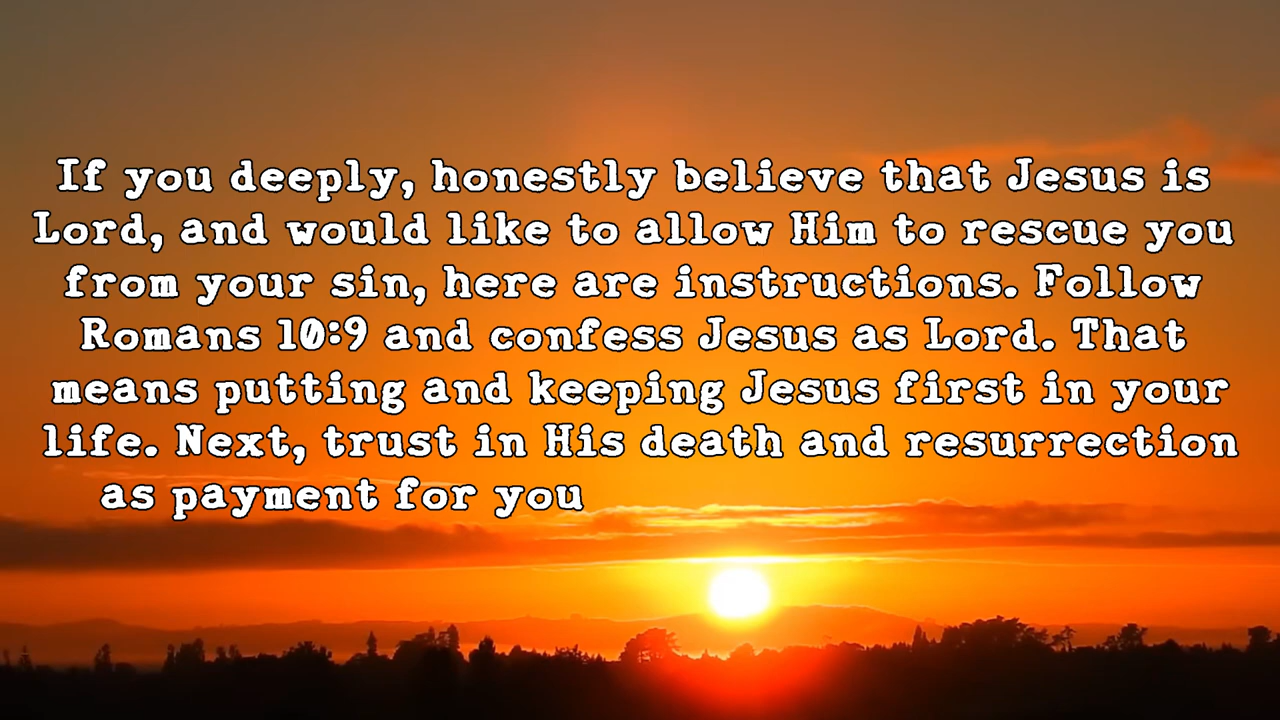 If you deeply, honestly believe that Jesus is
Lord, and would like to allow Him to rescue you
from your sin, here are instructions. Follow
Romans 10:9 and confess Jesus as Lord. That
means putting and keeping Jesus first in your
life. Next, trust in His death and resurrection
as payment for you